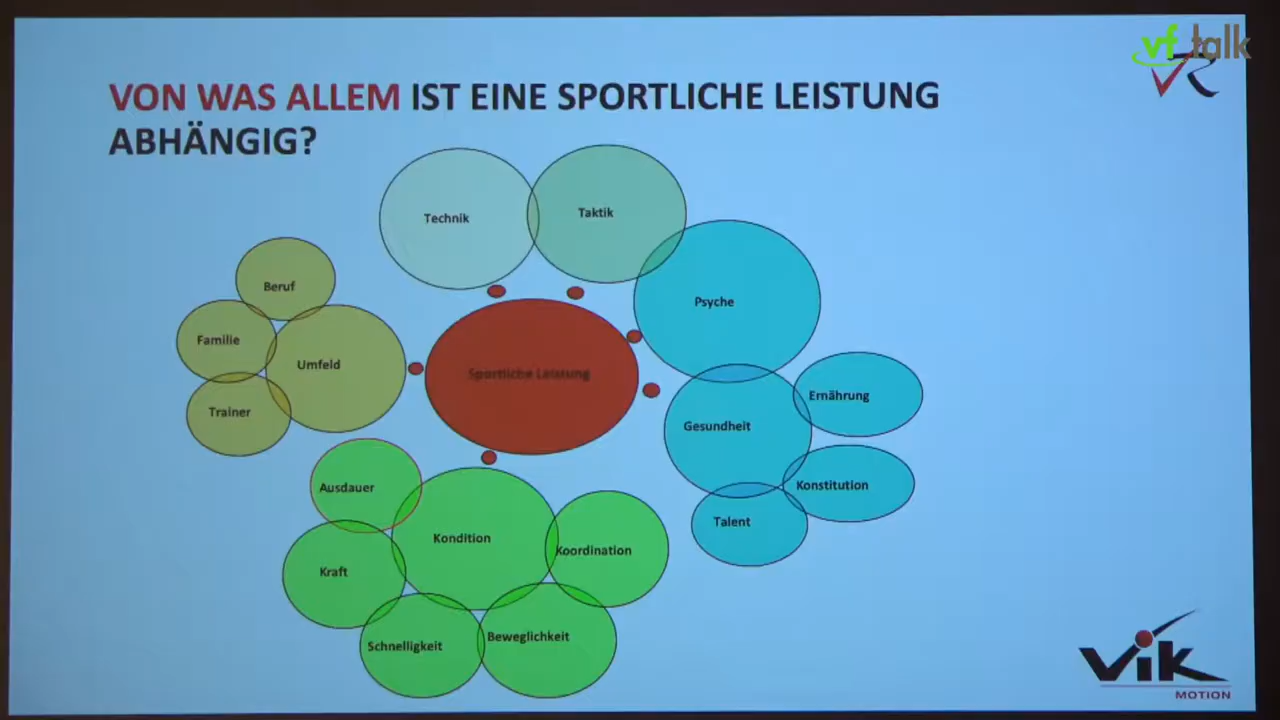 vf talk
VR
VON WAS ALLEM IST EINE SPORTLICHE LEISTUNG
ABHÄNGIG?
Technik
Taktik
Beruf
Psyche
Familie
Umfeld
Sportliche Leistung
Ernährung
Trainer
Gesundheit
Ausdauer
Konstitution
Talent
Kondition
Koordination
Kraft
Schnelligkeit
Beweglichkeit
ViK
MOTION